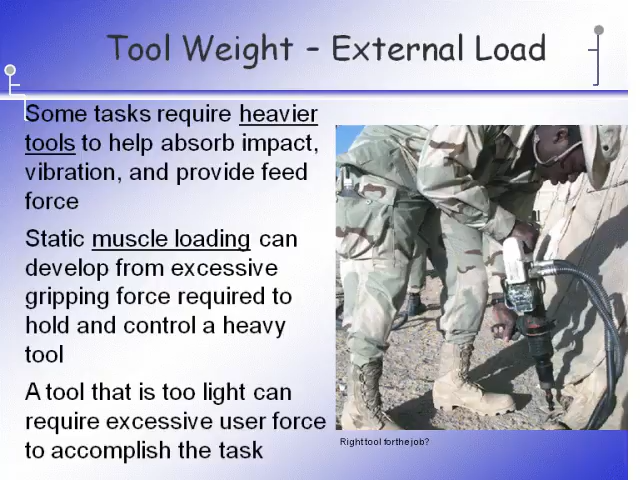 Tool Weight – External Load
Some tasks require heavier
tools to help absorb impact,
vibration, and provide feed
force
Static muscle loading can
develop from excessive
gripping force required to
hold and control a heavy
tool
A tool that is too light can
require excessive user force
to accomplish the task
Right tool for the job?